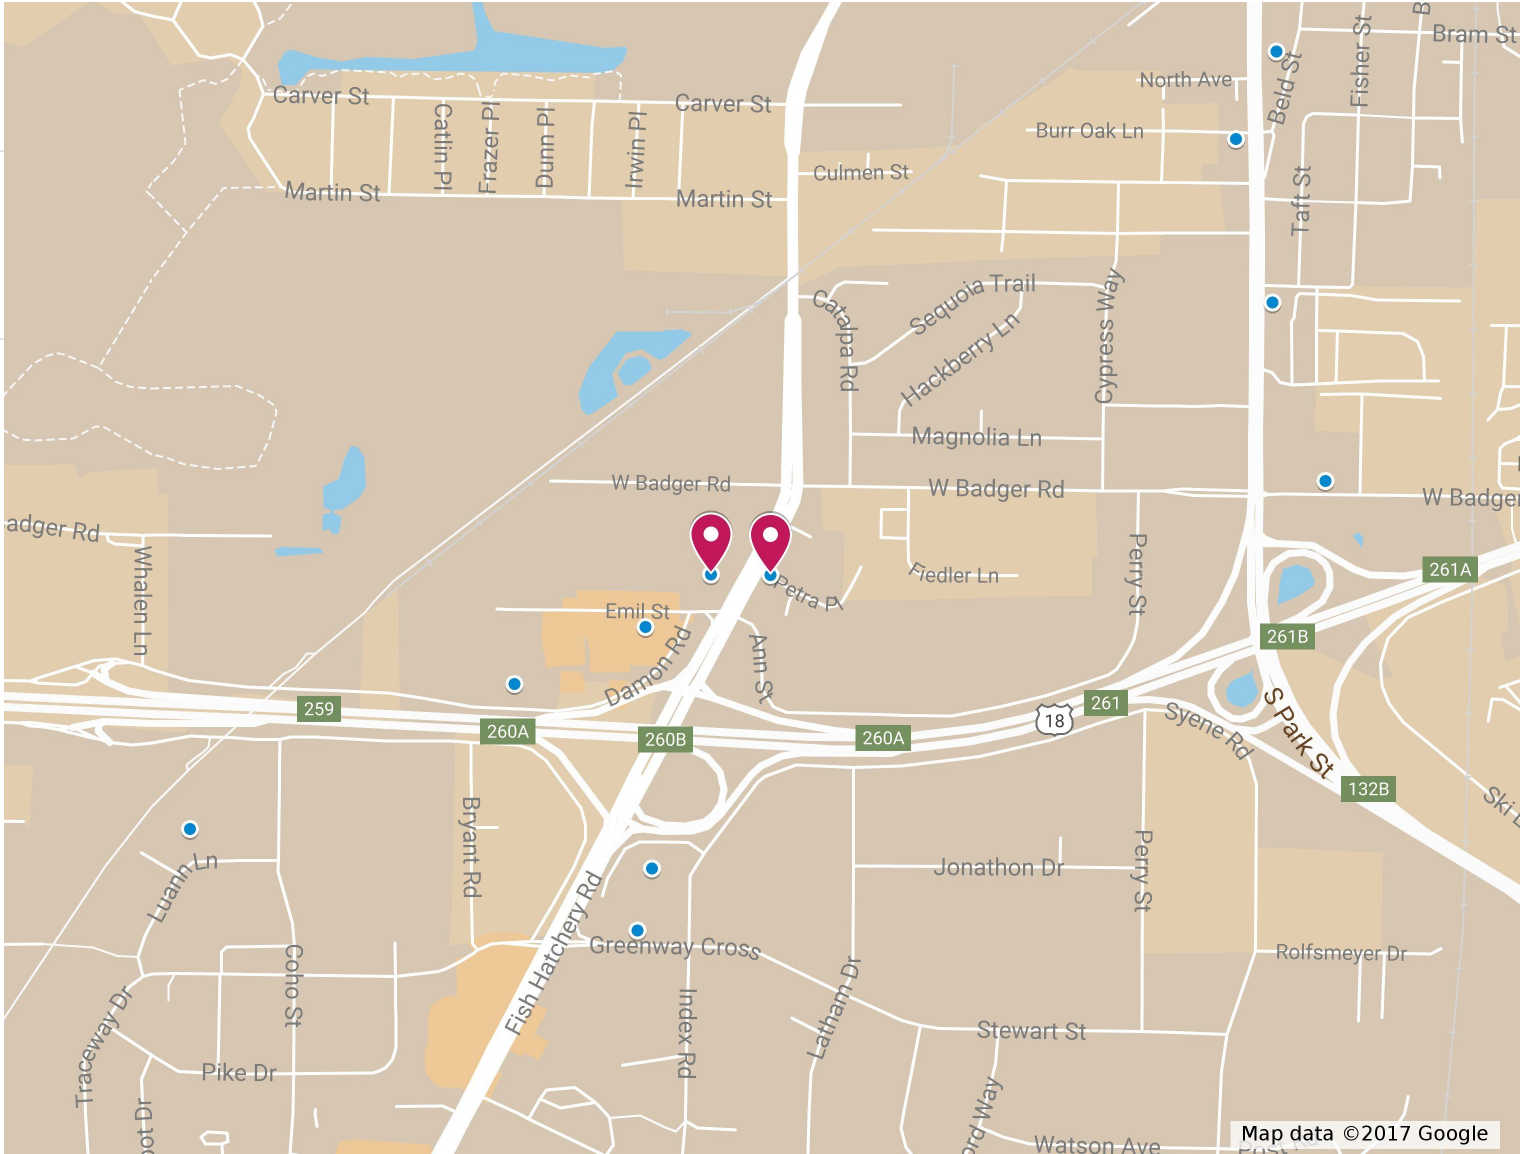 Bram St
North Ave
Beld St
Fisher St
Carver St
Carver St
Catlin Pl
Frazer Pl
Dunn Pl
Irwin Pl
Burr Oak Ln
Culmen St
Martin St
Martin St
Taft St
Sequoia Trail
Catalpa Rd
Hackberry Ln
Cypress Way
Magnolia Ln
W Badger Rd
W Badger Rd
W Badger
adger Rd
Whalen Ln
Fiedler Ln
Perry St
261A
Petra P
Emil St
261B
Damon Rd
Ann St
259
260A
260B
260A
18
261
Syene Rd
S Park St
132B
Ski L
Bryant Rd
Luann Ln
Jonathon Dr
Perry St
Fish Hatchery Rd
Greenway Cross
Rolfsmeyer Dr
Coho St
Latham Dr
Traceway Dr
Index Rd
Stewart St
Pike Dr
ord Way
Watson Ave
Map data ©2017 Google